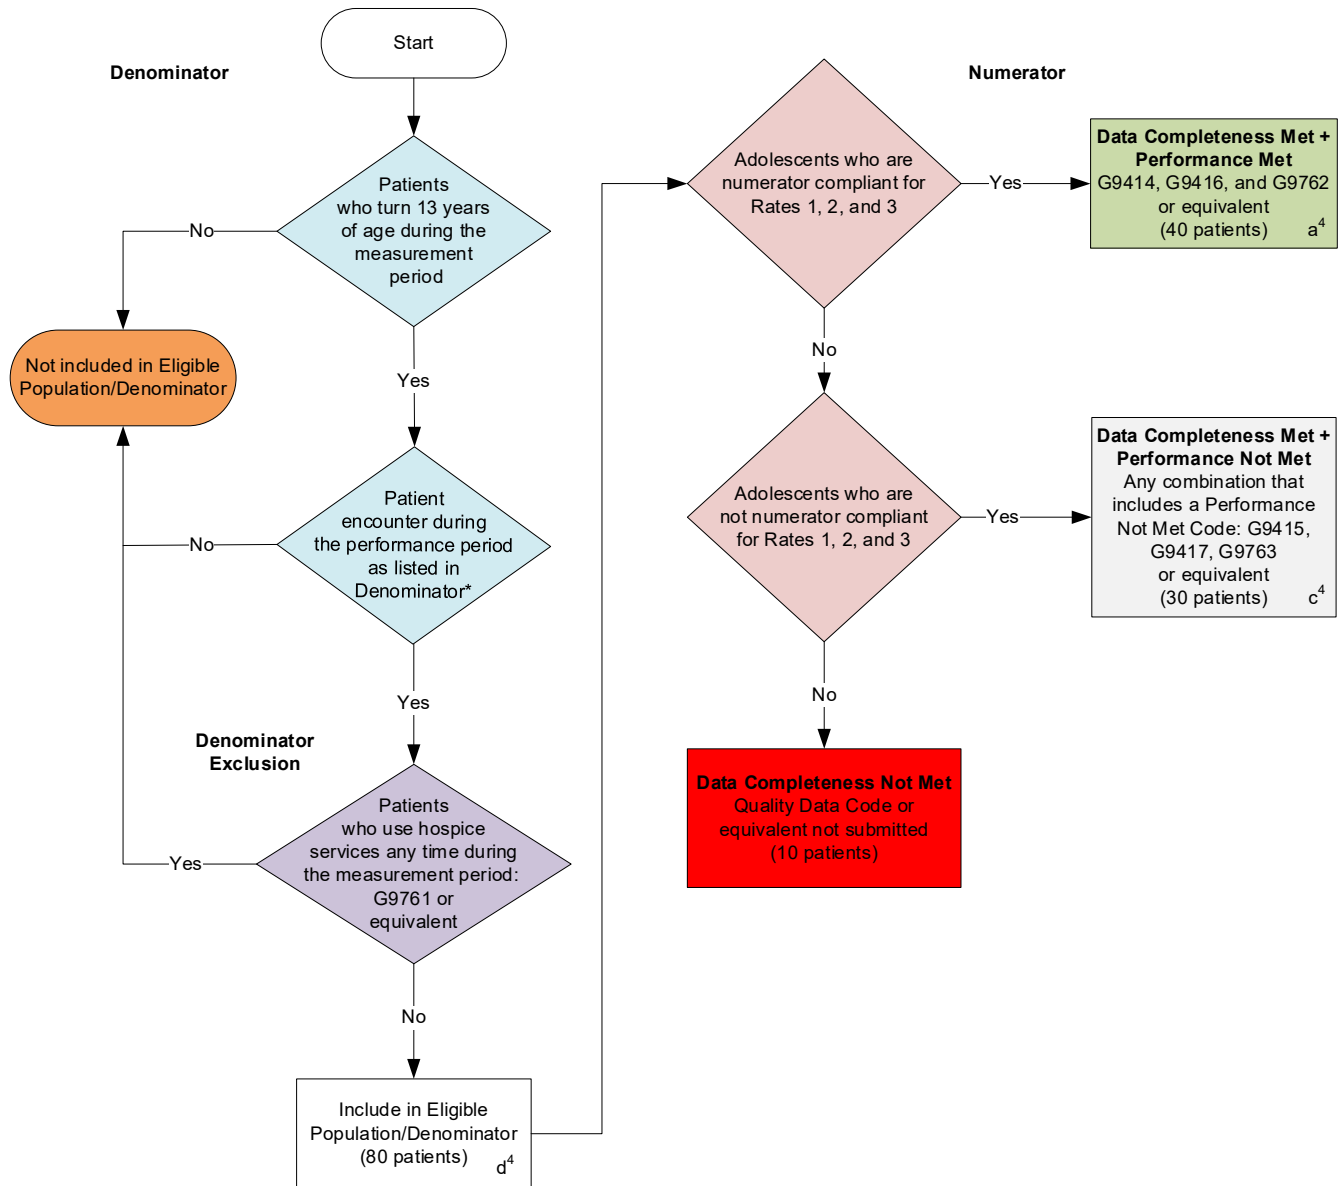 Start
Denominator
Patients
who turn 13 years
of age during the
measurement
period
No
Not included in Eligible
Population/Denominator
Yes
Patient
encounter during
the performance period
as listed in
Denominator*
No
Yes
Denominator
Exclusion
Patients
who use hospice
services any time during
the measurement period:
G9761 or
equivalent
Yes
No
Include in Eligible
Population/Denominator
(80 patients)
d4
Numerator
Adolescents who are
numerator compliant for
Rates 1, 2, and 3
Yes
Data Completeness Met +
Performance Met
G9414, G9416, and G9762
or equivalent
(40 patients) a4
No
Adolescents who are
not numerator compliant
for Rates 1, 2, and 3
Yes
Data Completeness Met +
Performance Not Met
Any combination that
includes a Performance
Not Met Code: G9415,
G9417, G9763
or equivalent
(30 patients) c4
No
Data Completeness Not Met
Quality Data Code or
equivalent not submitted
(10 patients)